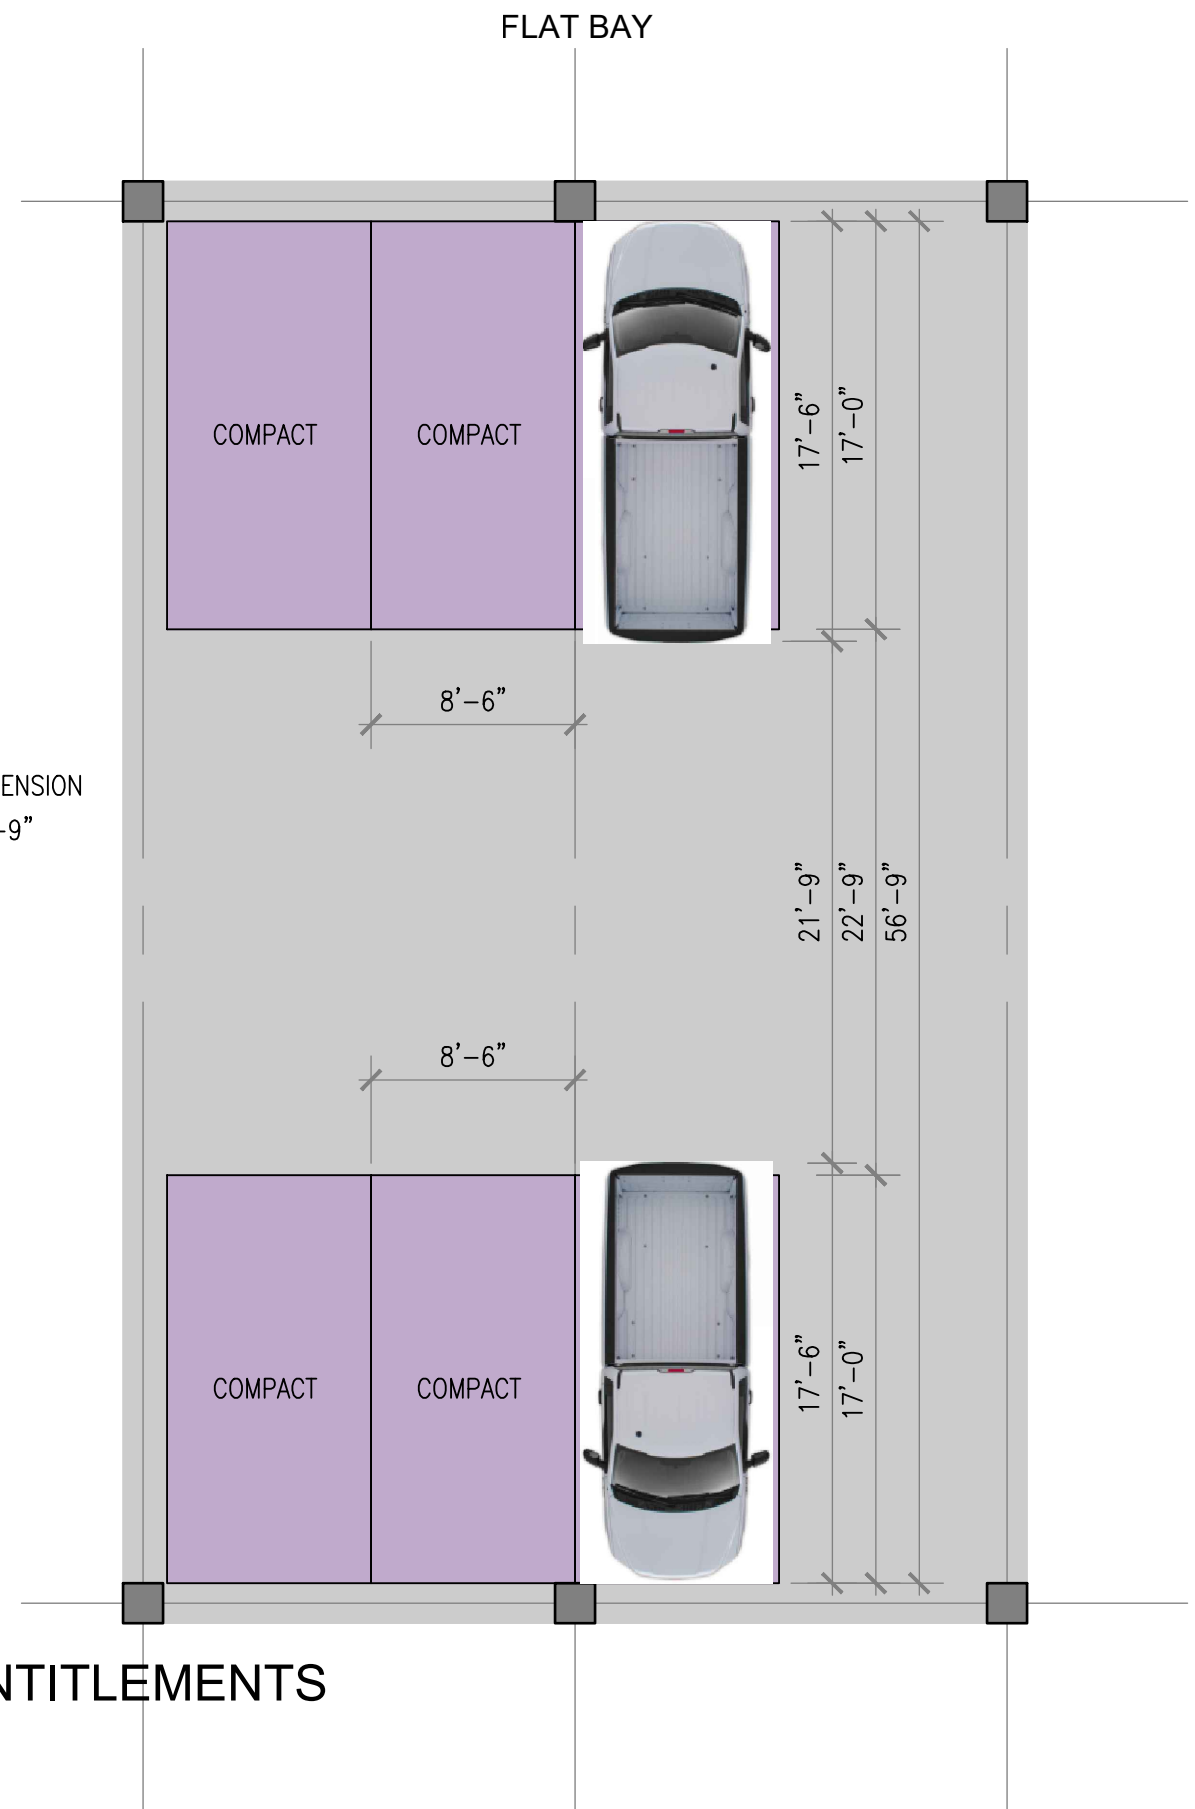 FLAT BAY
COMPACT
COMPACT
17’-6”
17’-0”
8’-6”
ENSION
-9”
21’-9”
22’-9”
56’-9”
8’-6”
COMPACT
COMPACT
17’-6”
17’-0”
NTITLEMENTS